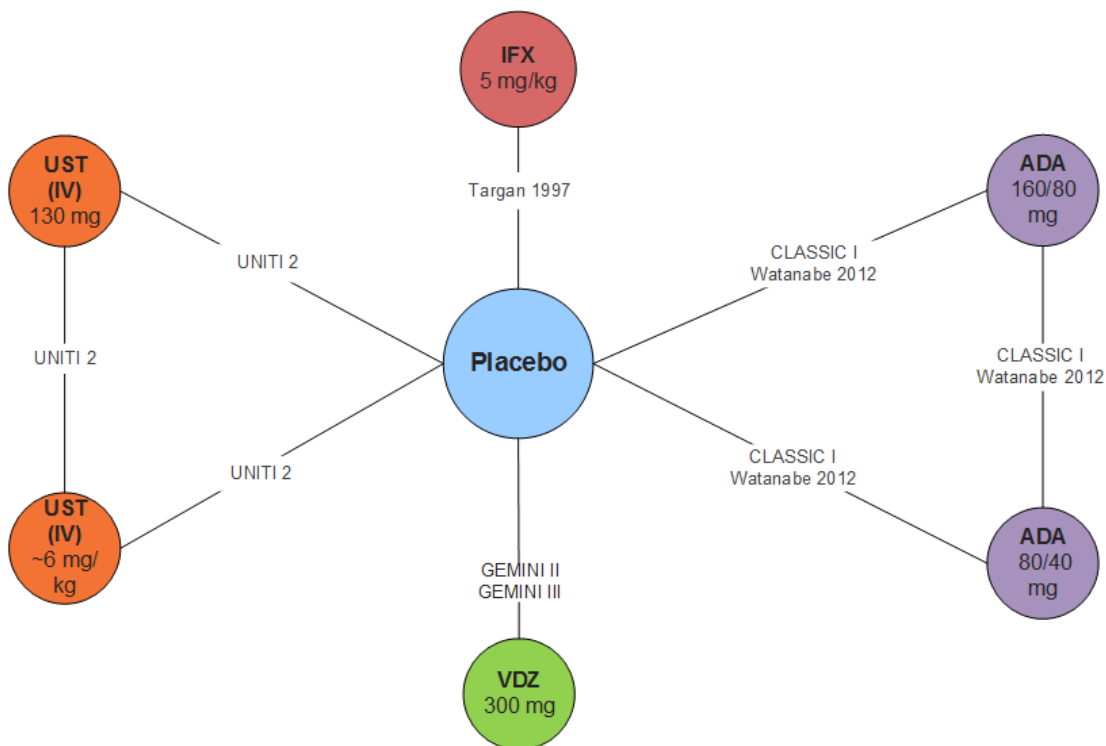 IFX
5 mg/kg
UST
(IV)
130 mg
ADA
160/80
mg
Targan 1997
UNITI 2
CLASSIC I
Watanabe 2012
UNITI 2
Placebo
CLASSIC I
Watanabe 2012
UNITI 2
CLASSIC I
Watanabe 2012
UST
(IV)
~6 mg/
kg
ADA
80/40
mg
GEMINI II
GEMINI III
VDZ
300 mg